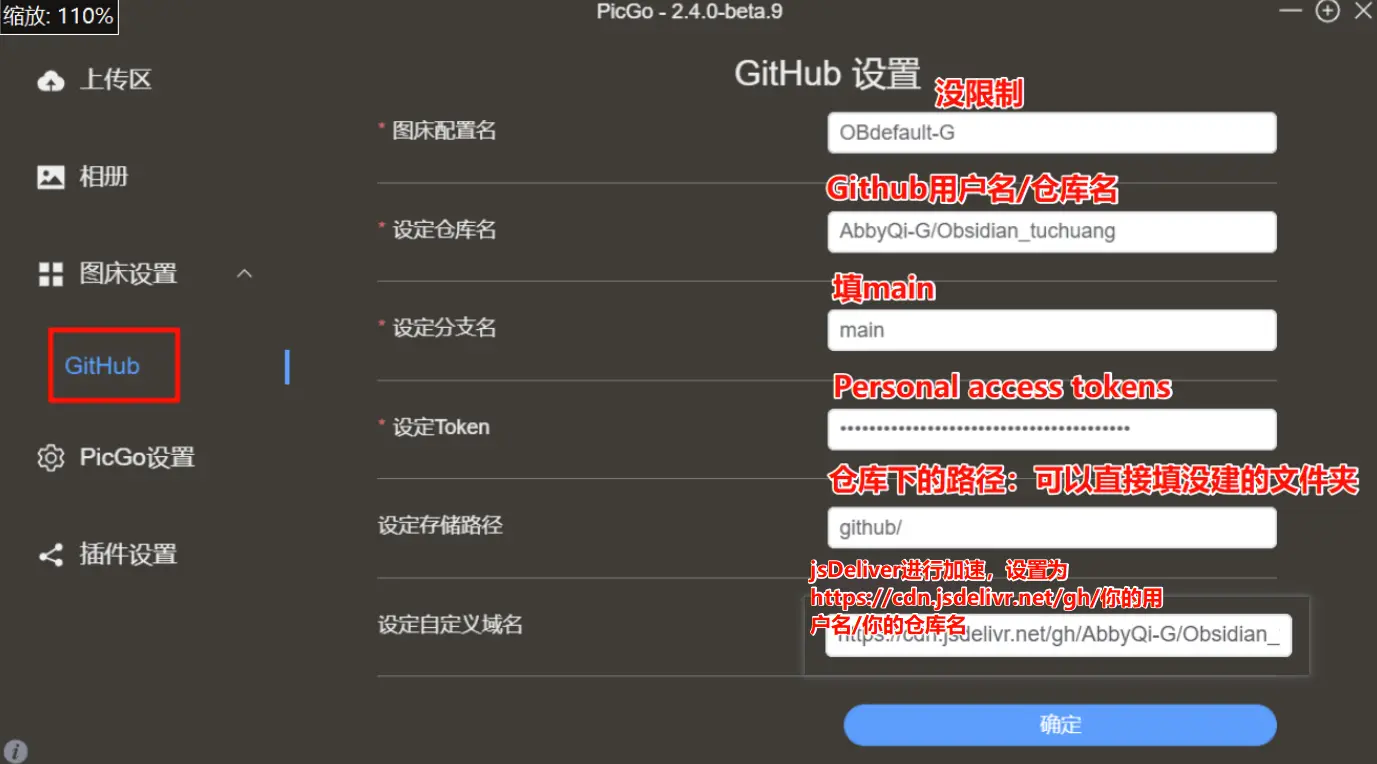 缩放: 110%
PicGo - 2.4.0-beta.9
上传区
相册
图床设置
GitHub
PicGo设置
插件设置
GitHub 设置
没限制
* 图床配置名
OBdefault-G
Github用户名/仓库名
* 设定仓库名
AbbyQi-G/Obsidian_tuchuang
填main
* 设定分支名
main
Personal access tokens
* 设定Token
仓库下的路径：可以直接填没建的文件夹
设定存储路径
github/
jsDeliver进行加速，设置为
https://cdn.jsdelivr.net/gh/你的用
户名/你的仓库名
设定自定义域名
https://cdn.jsdelivr.net/gh/AbbyQi-G/Obsidian_
确定